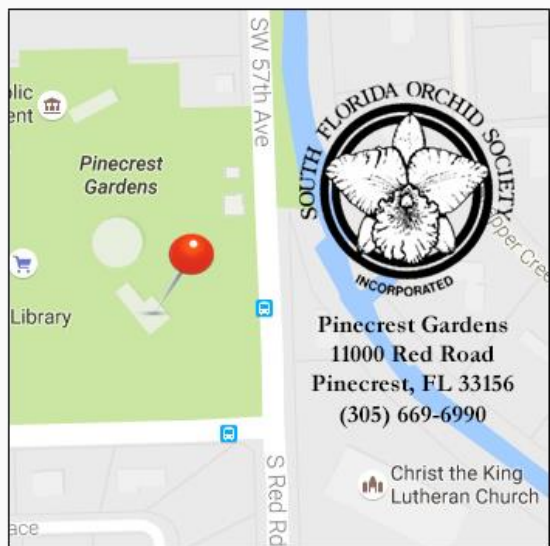 SW 57th Ave
Pinecrest
Gardens
Library
SOUTH FLORIDA ORCHID SOCIETY
INCORPORATED
Pinecrest Gardens
11000 Red Road
Pinecrest, FL 33156
(305) 669-6990
S Red Rd
Christ the King
Lutheran Church